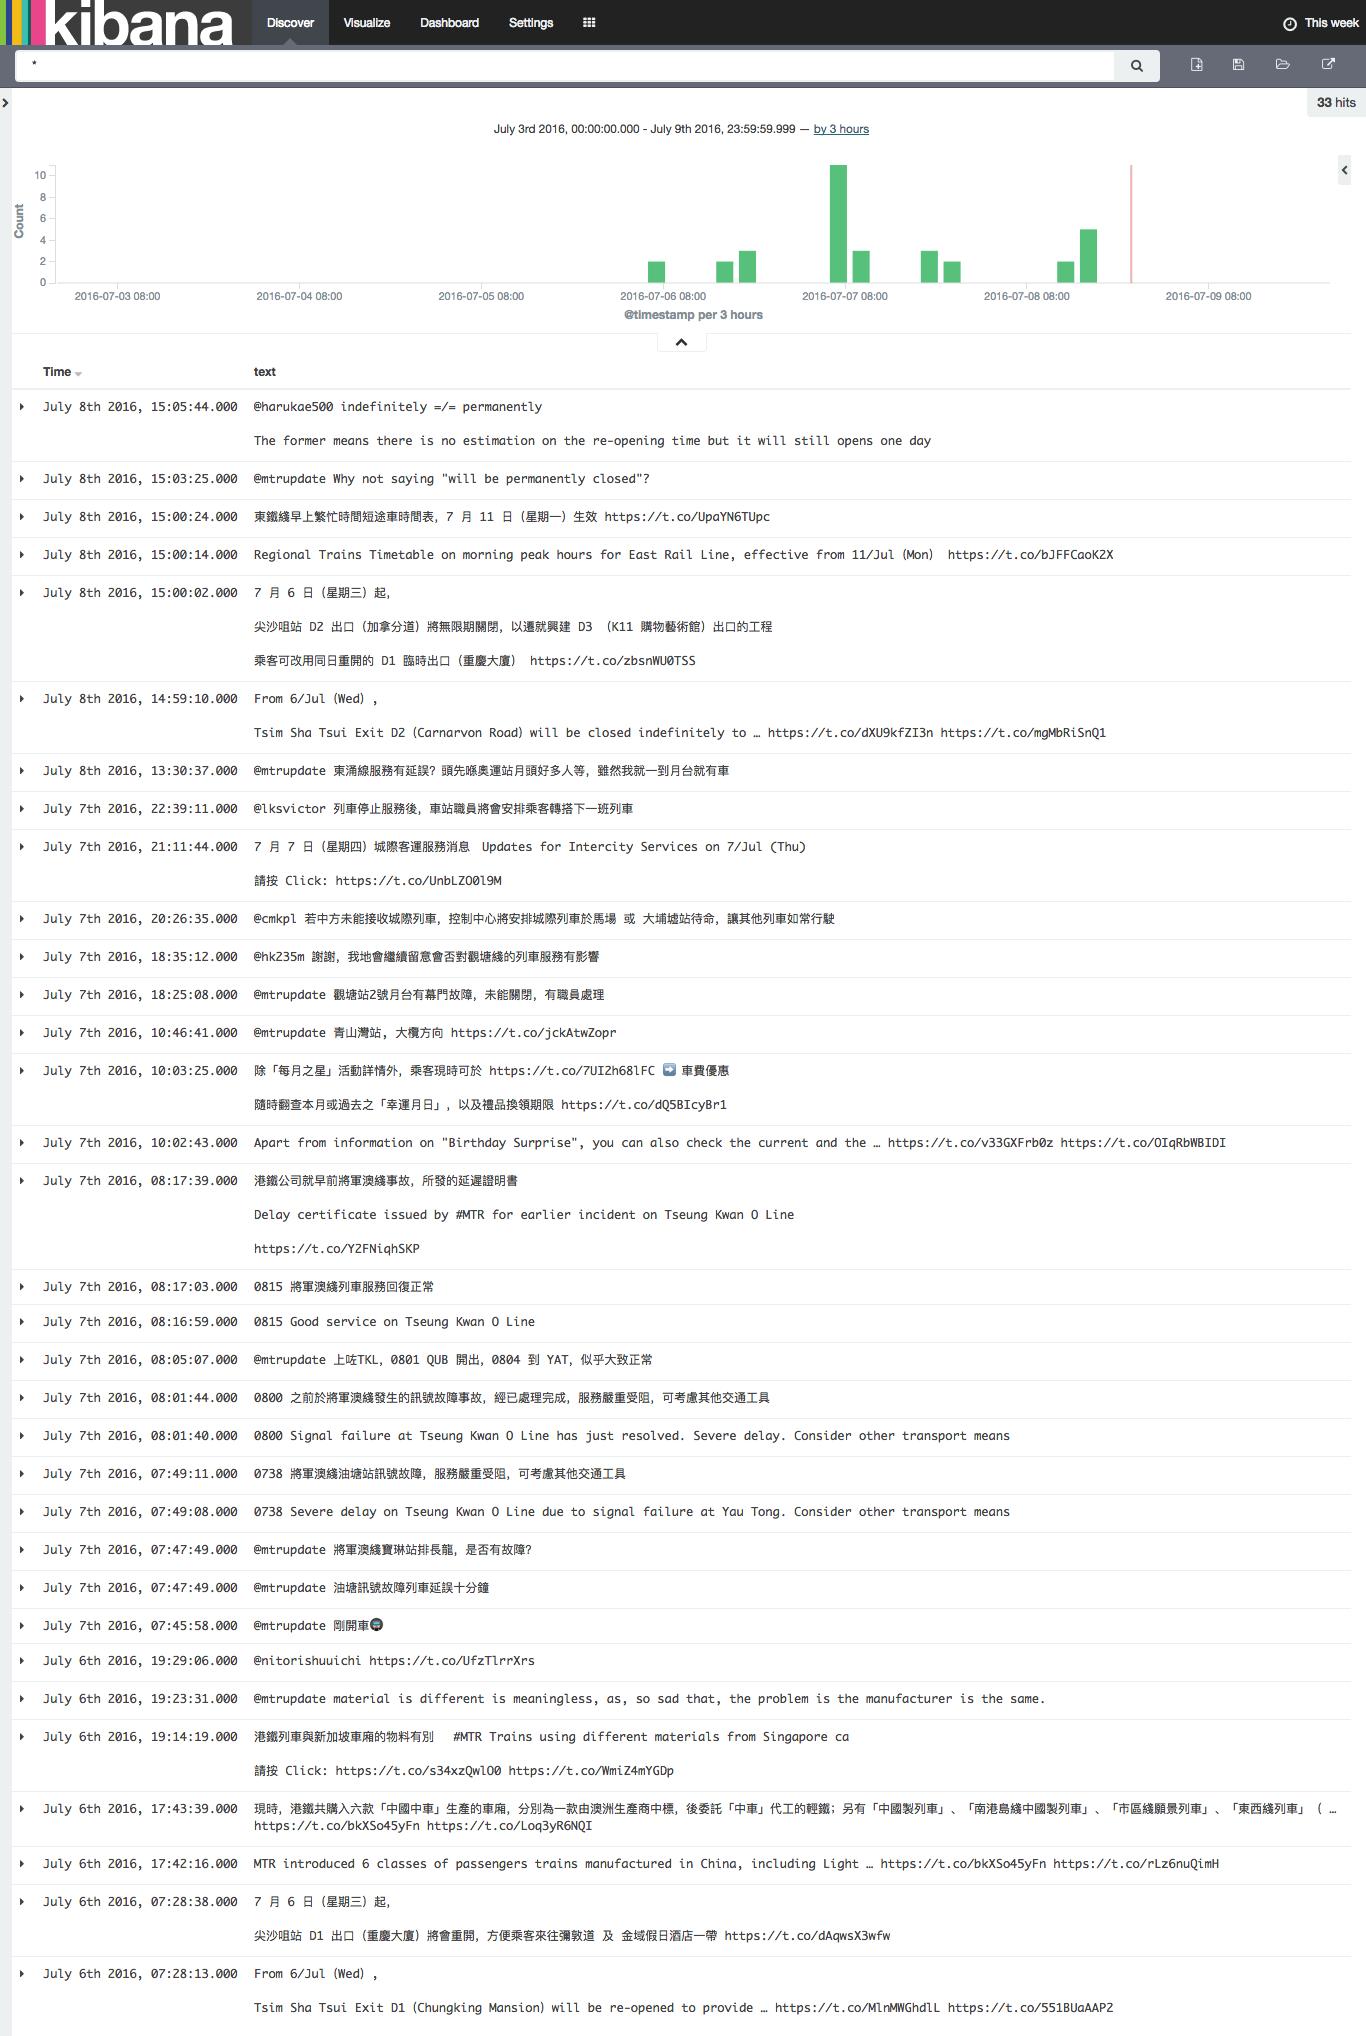 kibana
Discover Visualize Dashboard Settings This week
*
33 hits
July 3rd 2016, 00:00:00.000 - July 9th 2016, 23:59:59.999 — by 3 hours
10
8
6
4
2
0
Count
2016-07-03 08:00 2016-07-04 08:00 2016-07-05 08:00 2016-07-06 08:00 2016-07-07 08:00 2016-07-08 08:00 2016-07-09 08:00
@timestamp per 3 hours
Time text
July 8th 2016, 15:05:44.000 @harukae500 indefinitely =/= permanently
The former means there is no estimation on the re-opening time but it will still opens one day
July 8th 2016, 15:03:25.000 @mtrupdate Why not saying "will be permanently closed"?
July 8th 2016, 15:00:24.000 東鐵綫早上繁忙時間短途車時間表，7 月 11 日（星期一）生效 https://t.co/UpaYN6TUpc
July 8th 2016, 15:00:14.000 Regional Trains Timetable on morning peak hours for East Rail Line, effective from 11/Jul（Mon） https://t.co/bJFFCaoK2X
July 8th 2016, 15:00:02.000 7 月 6 日（星期三）起，
尖沙咀站 D2 出口（加拿分道）將無限期關閉，以遷就興建 D3 （K11 購物藝術館）出口的工程
乘客可改用同日重開的 D1 臨時出口（重慶大廈） https://t.co/zbsnWU0TSS
July 8th 2016, 14:59:10.000 From 6/Jul（Wed）,
Tsim Sha Tsui Exit D2（Carnarvon Road）will be closed indefinitely to … https://t.co/dXU9kfZI3n https://t.co/mgMbRiSnQ1
July 8th 2016, 13:30:37.000 @mtrupdate 東涌線服務有延誤? 頭先喺奧運站月頭好多人等，雖然我就一到月台就有車
July 7th 2016, 22:39:11.000 @lksvictor 列車停止服務後，車站職員將會安排乘客轉搭下一班列車
July 7th 2016, 21:11:44.000 7 月 7 日（星期四）城際客運服務消息 Updates for Intercity Services on 7/Jul (Thu)
請按 Click: https://t.co/UnbLZO0l9M
July 7th 2016, 20:26:35.000 @cmkpl 若中方未能接收城際列車，控制中心將安排城際列車於馬場 或 大埔墟站待命，讓其他列車如常行駛
July 7th 2016, 18:35:12.000 @hk235m 謝謝，我地會繼續留意會否對觀塘綫的列車服務有影響
July 7th 2016, 18:25:08.000 @mtrupdate 觀塘站2號月台有幕門故障，未能關閉，有職員處理
July 7th 2016, 10:46:41.000 @mtrupdate 青山灣站, 大欖方向 https://t.co/jckAtwZopr
July 7th 2016, 10:03:25.000 除「每月之星」活動詳情外，乘客現時可於 https://t.co/7UI2h68lFC ➡️ 車費優惠
隨時翻查本月或過去之「幸運月日」，以及禮品換領期限 https://t.co/dQ5BIcyBr1
July 7th 2016, 10:02:43.000 Apart from information on "Birthday Surprise", you can also check the current and the … https://t.co/v33GXFrb0z https://t.co/OIqRbWBIDI
July 7th 2016, 08:17:39.000 港鐵公司就早前將軍澳綫事故，所發的延遲證明書
Delay certificate issued by #MTR for earlier incident on Tseung Kwan O Line
https://t.co/Y2FNiqhSKP
July 7th 2016, 08:17:03.000 0815 將軍澳綫列車服務回復正常
July 7th 2016, 08:16:59.000 0815 Good service on Tseung Kwan O Line
July 7th 2016, 08:05:07.000 @mtrupdate 上咗TKL，0801 QUB 開出，0804 到 YAT，似乎大致正常
July 7th 2016, 08:01:44.000 0800 之前於將軍澳綫發生的訊號故障事故，經已處理完成，服務嚴重受阻，可考慮其他交通工具
July 7th 2016, 08:01:40.000 0800 Signal failure at Tseung Kwan O Line has just resolved. Severe delay. Consider other transport means
July 7th 2016, 07:49:11.000 0738 將軍澳綫油塘站訊號故障，服務嚴重受阻，可考慮其他交通工具
July 7th 2016, 07:49:08.000 0738 Severe delay on Tseung Kwan O Line due to signal failure at Yau Tong. Consider other transport means
July 7th 2016, 07:47:49.000 @mtrupdate 將軍澳綫寶琳站排長龍，是否有故障?
July 7th 2016, 07:47:49.000 @mtrupdate 油塘訊號故障列車延誤十分鐘
July 7th 2016, 07:45:58.000 @mtrupdate 剛開車
July 6th 2016, 19:29:06.000 @nitorishuuichi https://t.co/UfzTlrrXrs
July 6th 2016, 19:23:31.000 @mtrupdate material is different is meaningless, as, so sad that, the problem is the manufacturer is the same.
July 6th 2016, 19:14:19.000 港鐵列車與新加坡車廂的物料有別 #MTR Trains using different materials from Singapore ca
請按 Click: https://t.co/s34xzQwlO0 https://t.co/WmiZ4mYGDp
July 6th 2016, 17:43:39.000 現時，港鐵共購入六款「中國中車」生產的車廂，分別為一款由澳洲生產商中標，後委託「中車」代工的輕鐵；另有「中國製列車」、「南港島綫中國製列車」、「市區綫願景列車」、「東西綫列車」（ …
https://t.co/bkXSo45yFn https://t.co/Loq3yR6NQI
July 6th 2016, 17:42:16.000 MTR introduced 6 classes of passengers trains manufactured in China, including Light … https://t.co/bkXSo45yFn https://t.co/rLz6nuQimH
July 6th 2016, 07:28:38.000 7 月 6 日（星期三）起，
尖沙咀站 D1 出口（重慶大廈）將會重開，方便乘客來往彌敦道 及 金域假日酒店一帶 https://t.co/dAqwsX3wfw
July 6th 2016, 07:28:13.000 From 6/Jul（Wed）,
Tsim Sha Tsui Exit D1（Chungking Mansion）will be re-opened to provide … https://t.co/MlnMWGhdlL https://t.co/551BUaAAP2